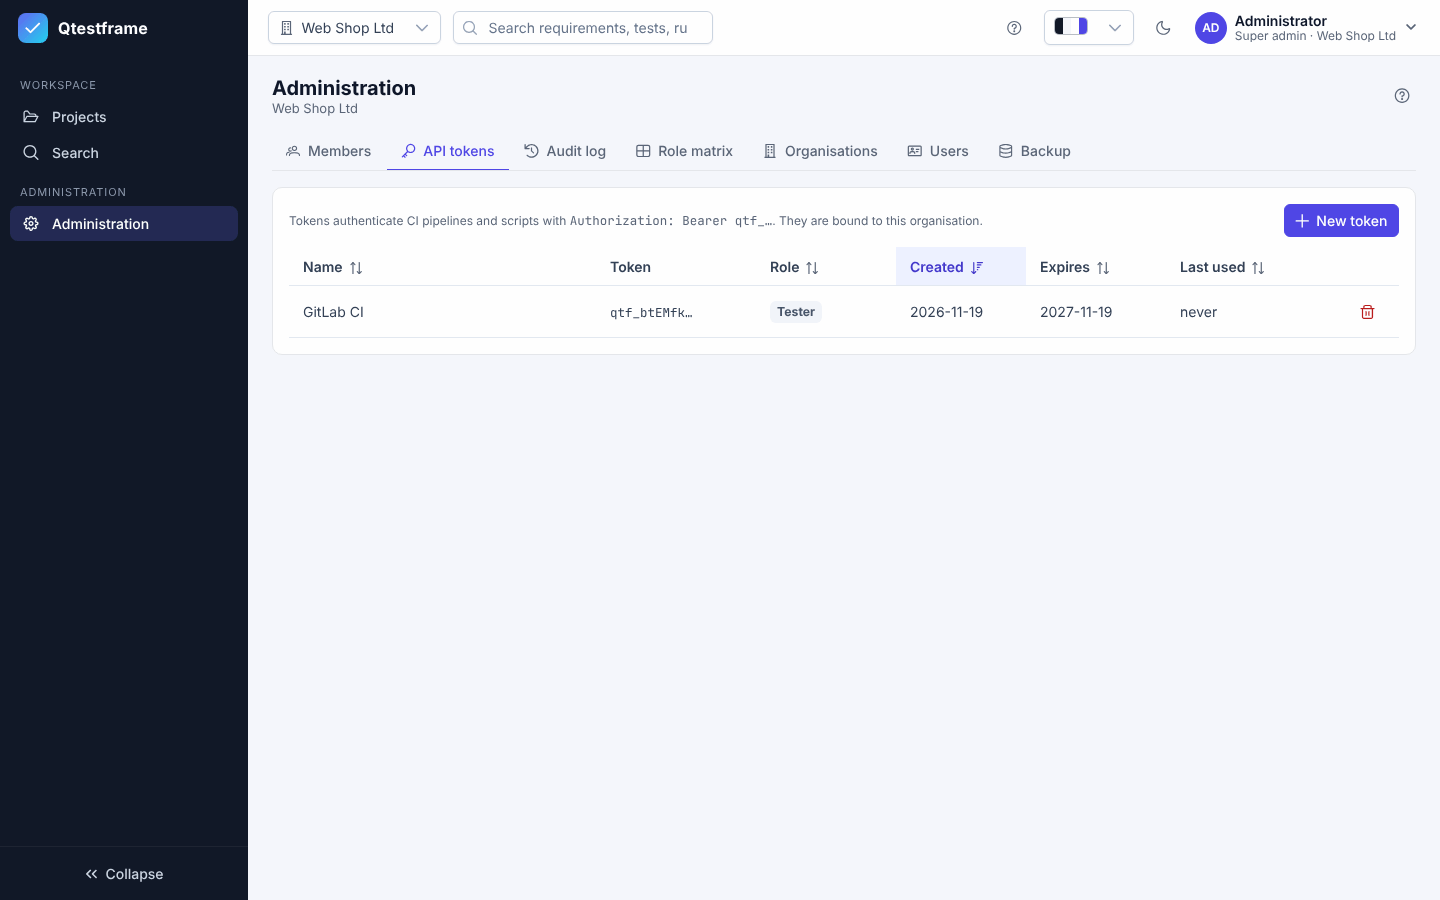 Qtestframe
WORKSPACE
Projects
Search
ADMINISTRATION
Administration
Collapse
Web Shop Ltd
Search requirements, tests, ru
AD
Administrator
Super admin · Web Shop Ltd
Administration
Web Shop Ltd
Members API tokens Audit log Role matrix Organisations Users Backup
Tokens authenticate CI pipelines and scripts with Authorization: Bearer qtf_…. They are bound to this organisation.
New token
Name Token Role Created Expires Last used
GitLab CI qtf_btEMfk… Tester 2026-11-19 2027-11-19 never